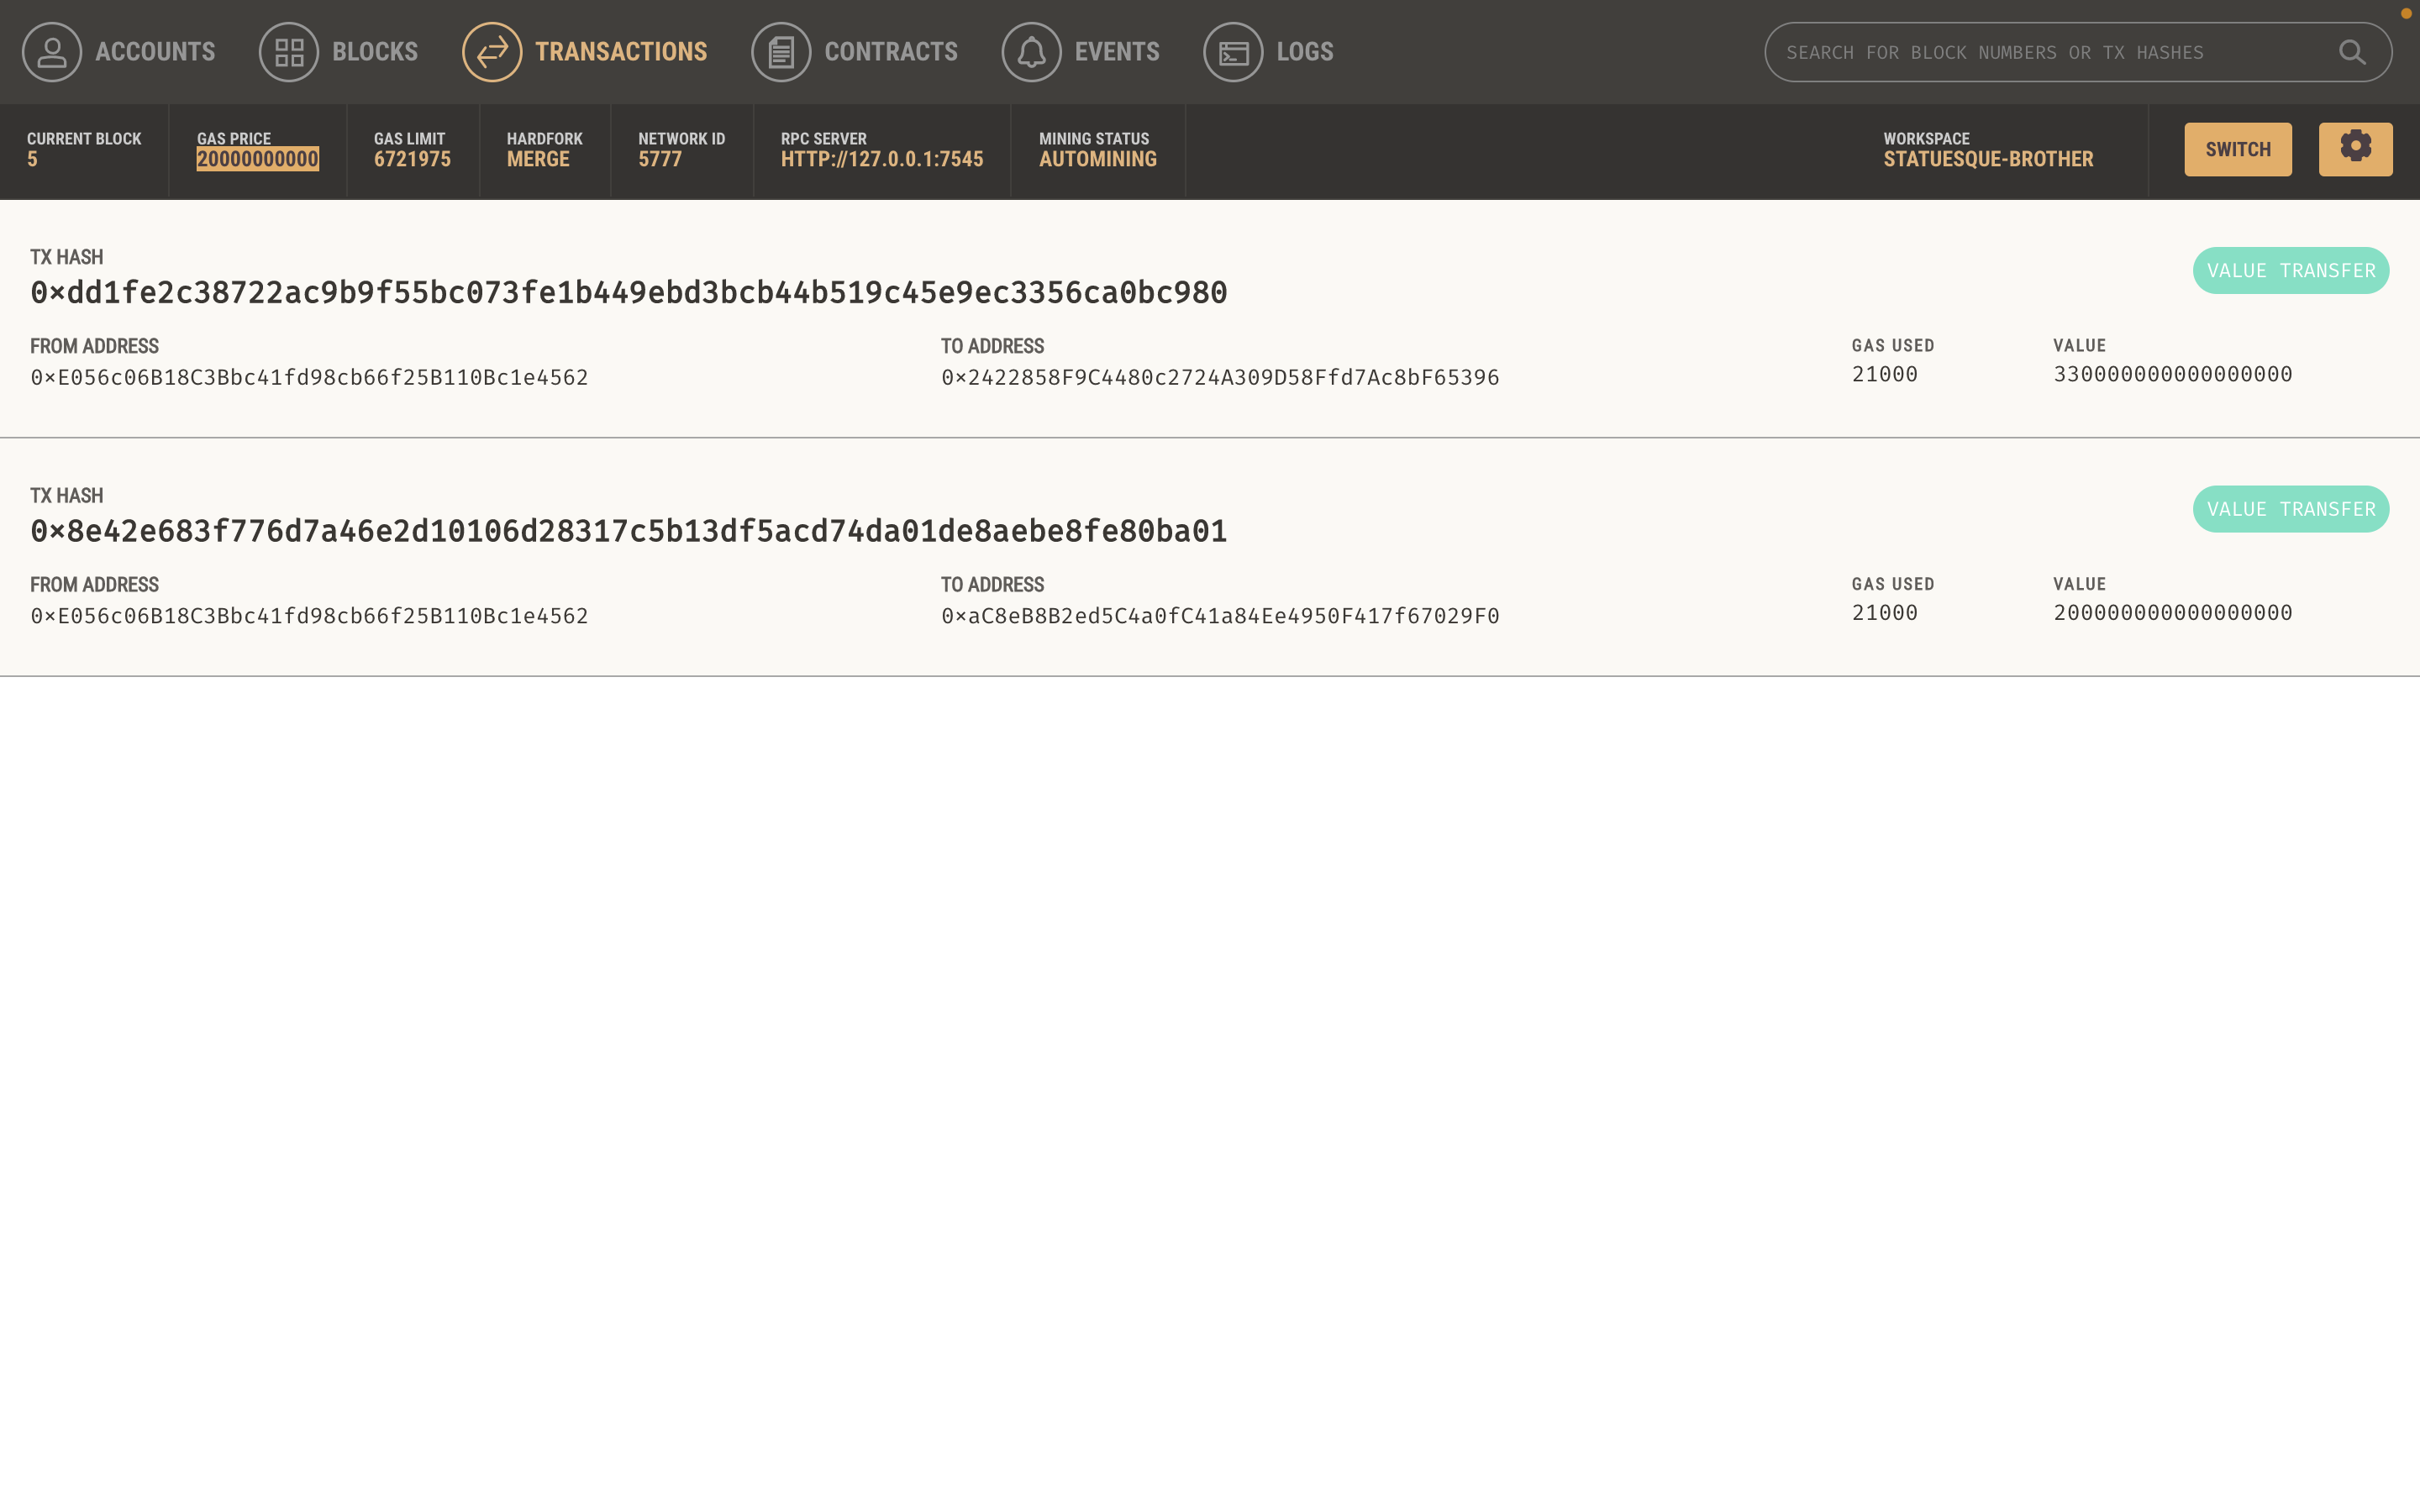 ACCOUNTS BLOCKS TRANSACTIONS CONTRACTS EVENTS LOGS SEARCH FOR BLOCK NUMBERS OR TX HASHES
CURRENT BLOCK GAS PRICE GAS LIMIT HARDFORK NETWORK ID RPC SERVER MINING STATUS WORKSPACE
5 20000000000 6721975 MERGE 5777 HTTP://127.0.0.1:7545 AUTOMINING STATUESQUE-BROTHER SWITCH
TX HASH
0×dd1fe2c38722ac9b9f55bc073fe1b449ebd3bcb44b519c45e9ec3356ca0bc980 VALUE TRANSFER
FROM ADDRESS TO ADDRESS GAS USED VALUE
0×E056c06B18C3Bbc41fd98cb66f25B110Bc1e4562 0×2422858F9C4480c2724A309D58Ffd7Ac8bF65396 21000 330000000000000000
TX HASH
0×8e42e683f776d7a46e2d10106d28317c5b13df5acd74da01de8aebe8fe80ba01 VALUE TRANSFER
FROM ADDRESS TO ADDRESS GAS USED VALUE
0×E056c06B18C3Bbc41fd98cb66f25B110Bc1e4562 0×aC8eB8B2ed5C4a0fC41a84Ee4950F417f67029F0 21000 200000000000000000